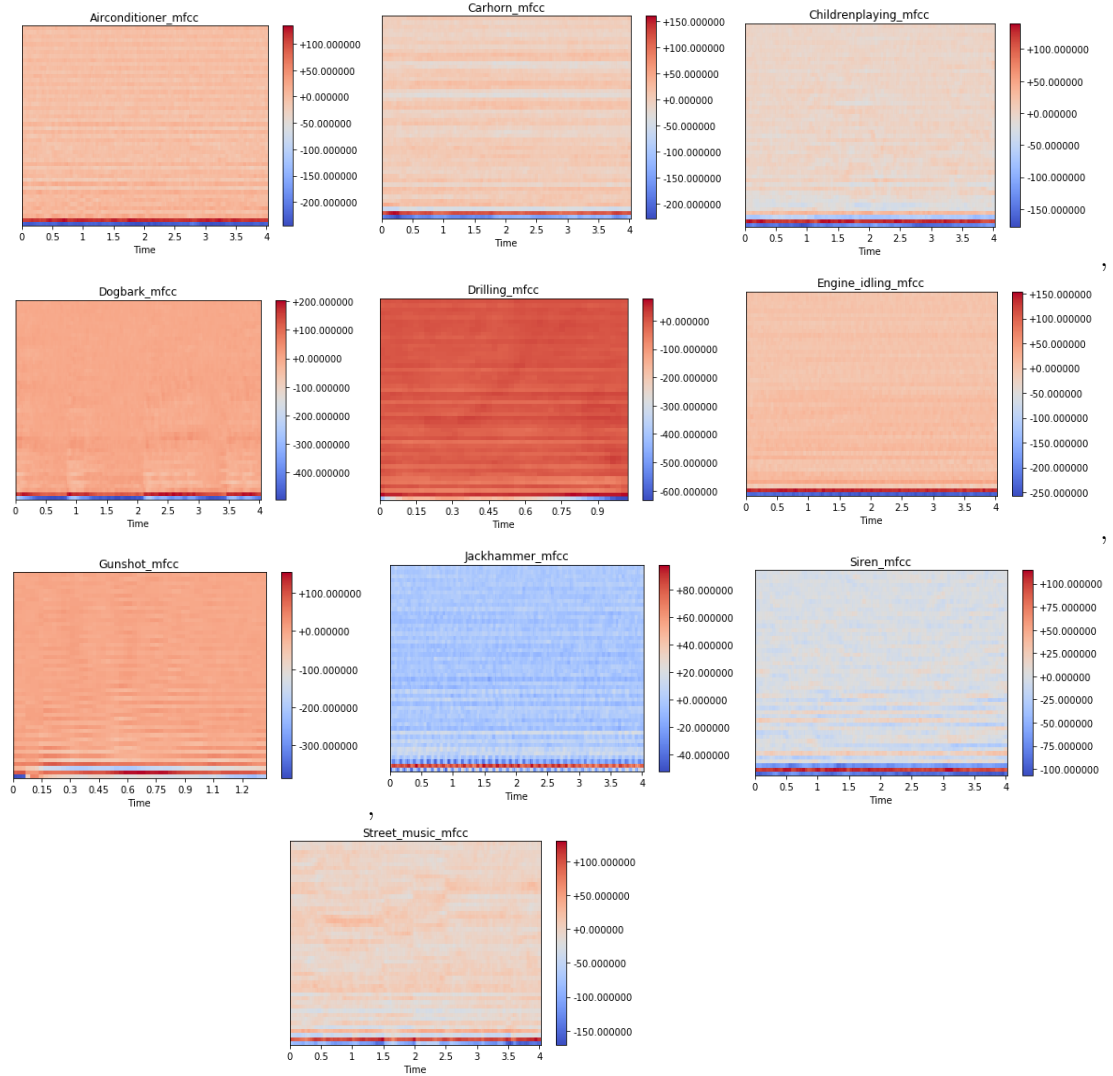 Airconditioner_mfcc
+100.000000
+50.000000
+0.000000
-50.000000
-100.000000
-150.000000
-200.000000
0 0.5 1 1.5 2 2.5 3 3.5 4
Time
Carhorn_mfcc
+150.000000
+100.000000
+50.000000
+0.000000
-50.000000
-100.000000
-150.000000
-200.000000
0 0.5 1 1.5 2 2.5 3 3.5 4
Time
Childrenplaying_mfcc
+100.000000
+50.000000
+0.000000
-50.000000
-100.000000
-150.000000
0 0.5 1 1.5 2 2.5 3 3.5 4
Time
,
Dogbark_mfcc
+200.000000
+100.000000
+0.000000
-100.000000
-200.000000
-300.000000
-400.000000
0 0.5 1 1.5 2 2.5 3 3.5 4
Time
Drilling_mfcc
+0.000000
-100.000000
-200.000000
-300.000000
-400.000000
-500.000000
-600.000000
0 0.15 0.3 0.45 0.6 0.75 0.9
Time
Engine_idling_mfcc
+150.000000
+100.000000
+50.000000
+0.000000
-50.000000
-100.000000
-150.000000
-200.000000
-250.000000
0 0.5 1 1.5 2 2.5 3 3.5 4
Time
,
Gunshot_mfcc
+100.000000
+0.000000
-100.000000
-200.000000
-300.000000
0 0.15 0.3 0.45 0.6 0.75 0.9 1.1 1.2
Time
Jackhammer_mfcc
+80.000000
+60.000000
+40.000000
+20.000000
+0.000000
-20.000000
-40.000000
0 0.5 1 1.5 2 2.5 3 3.5 4
Time
Siren_mfcc
+100.000000
+75.000000
+50.000000
+25.000000
+0.000000
-25.000000
-50.000000
-75.000000
-100.000000
0 0.5 1 1.5 2 2.5 3 3.5 4
Time
,
Street_music_mfcc
+100.000000
+50.000000
+0.000000
-50.000000
-100.000000
-150.000000
0 0.5 1 1.5 2 2.5 3 3.5 4
Time